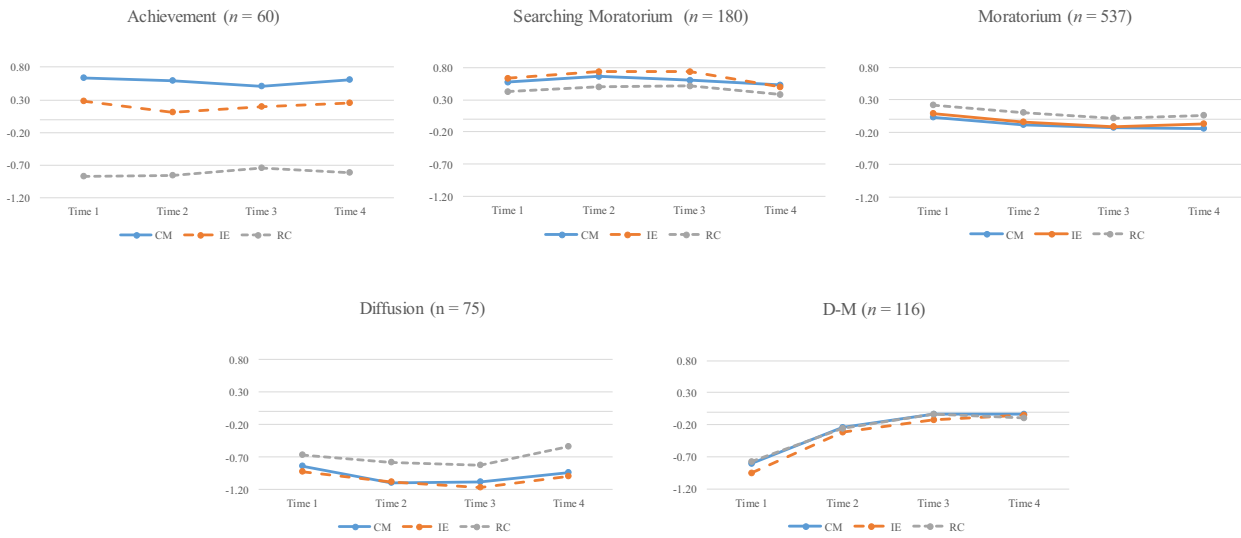 Achievement (n = 60)
0.80
0.30
-0.20
-0.70
-1.20
Time 1 Time 2 Time 3 Time 4
CM IE RC
Searching Moratorium (n = 180)
0.80
0.30
-0.20
-0.70
-1.20
Time 1 Time 2 Time 3 Time 4
CM IE RC
Moratorium (n = 537)
0.80
0.30
-0.20
-0.70
-1.20
Time 1 Time 2 Time 3 Time 4
CM IE RC
Diffusion (n = 75)
0.80
0.30
-0.20
-0.70
-1.20
Time 1 Time 2 Time 3 Time 4
CM IE RC
D-M (n = 116)
0.80
0.30
-0.20
-0.70
-1.20
Time 1 Time 2 Time 3 Time 4
CM IE RC